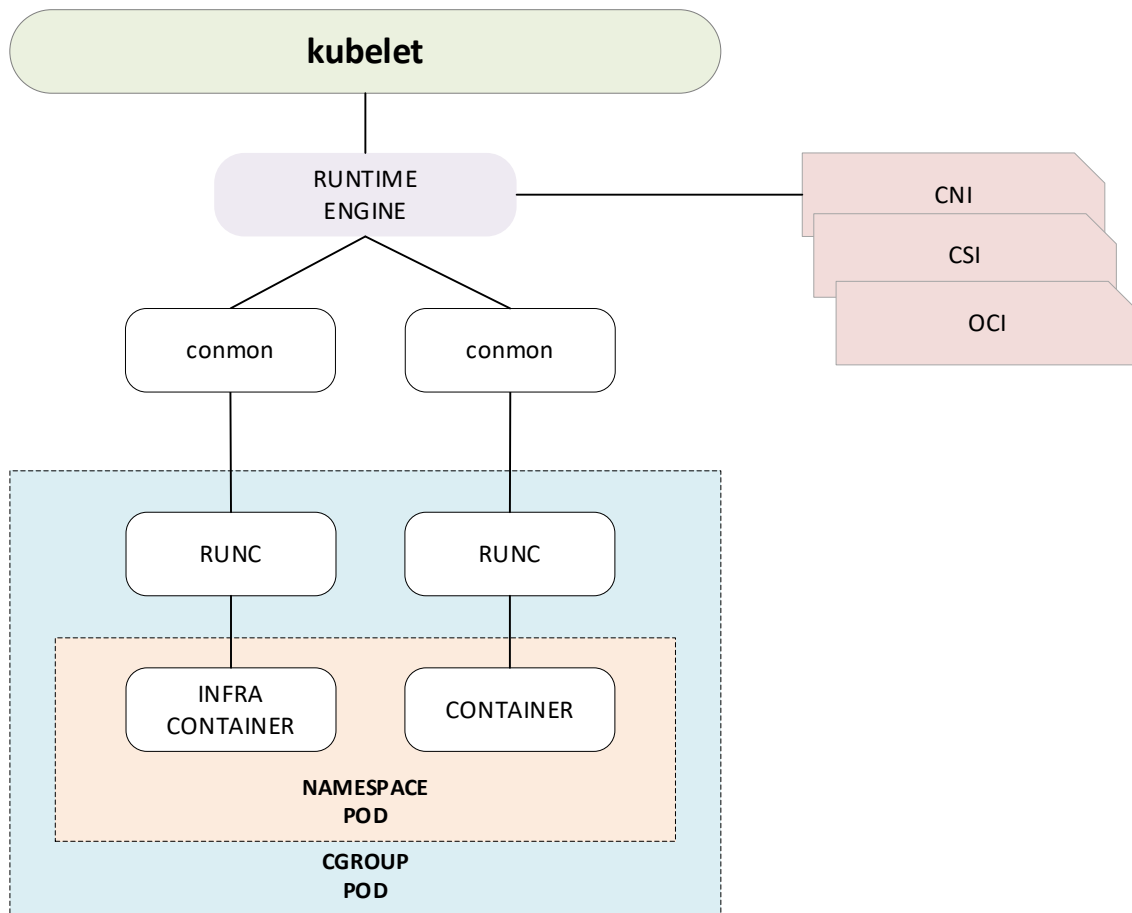 kubelet
RUNTIME
ENGINE
CNI
CSI
OCI
conmon
conmon
RUNC
RUNC
INFRA
CONTAINER
CONTAINER
NAMESPACE
POD
CGROUP
POD